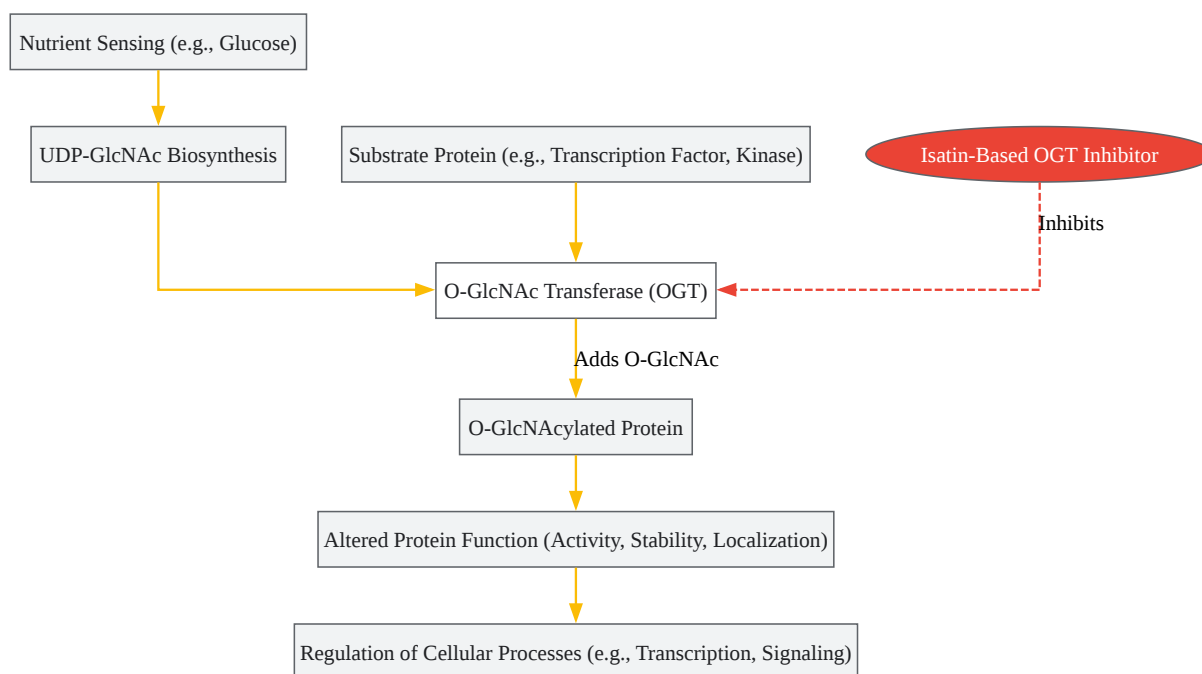 Nutrient Sensing (e.g., Glucose)
UDP-GlcNAc Biosynthesis
Substrate Protein (e.g., Transcription Factor, Kinase)
Isatin-Based OGT Inhibitor
Inhibits
O-GlcNAc Transferase (OGT)
Adds O-GlcNAc
O-GlcNAcylated Protein
Altered Protein Function (Activity, Stability, Localization)
Regulation of Cellular Processes (e.g., Transcription, Signaling)